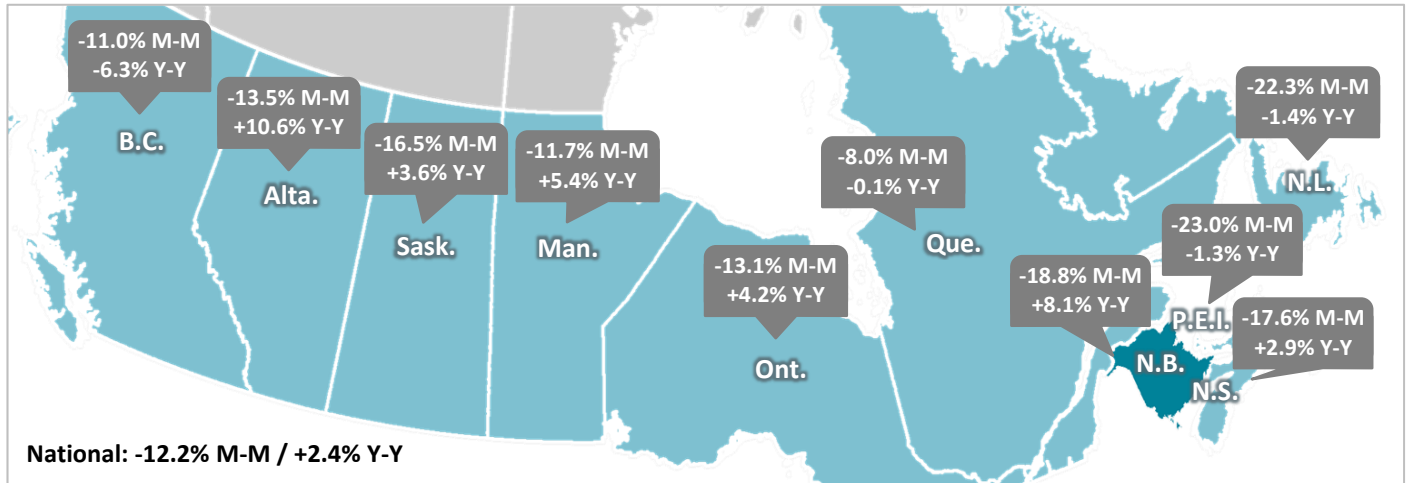 -11.0% M-M
-6.3% Y-Y
B.C.
-13.5% M-M
+10.6% Y-Y
Alta.
-16.5% M-M
+3.6% Y-Y
Sask.
-11.7% M-M
+5.4% Y-Y
Man.
-13.1% M-M
+4.2% Y-Y
Ont.
-8.0% M-M
-0.1% Y-Y
Que.
-22.3% M-M
-1.4% Y-Y
N.L.
-23.0% M-M
-1.3% Y-Y
P.E.I.
-18.8% M-M
+8.1% Y-Y
N.B.
-17.6% M-M
+2.9% Y-Y
N.S.
National: -12.2% M-M / +2.4% Y-Y